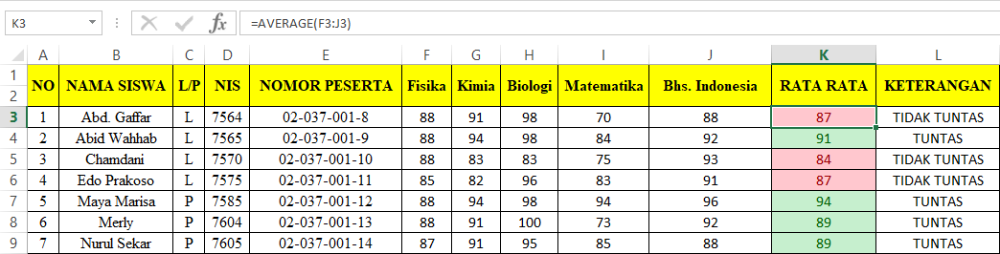 K3 fx =AVERAGE(F3:J3)
A B C D E F G H I J K L
1 2 NO NAMA SISWA L/P NIS NOMOR PESERTA Fisika Kimia Biologi Matematika Bhs. Indonesia RATA RATA KETERANGAN
3 1 Abd. Gaffar L 7564 02-037-001-8 88 91 98 70 88 87 TIDAK TUNTAS
4 2 Abid Wahhab L 7565 02-037-001-9 88 94 98 84 92 91 TUNTAS
5 3 Chamdani L 7570 02-037-001-10 88 83 83 75 93 84 TIDAK TUNTAS
6 4 Edo Prakoso L 7575 02-037-001-11 85 82 96 83 91 87 TIDAK TUNTAS
7 5 Maya Marisa P 7585 02-037-001-12 88 94 98 94 96 94 TUNTAS
8 6 Merly P 7604 02-037-001-13 88 91 100 73 92 89 TUNTAS
9 7 Nurul Sekar P 7605 02-037-001-14 87 91 95 85 88 89 TUNTAS